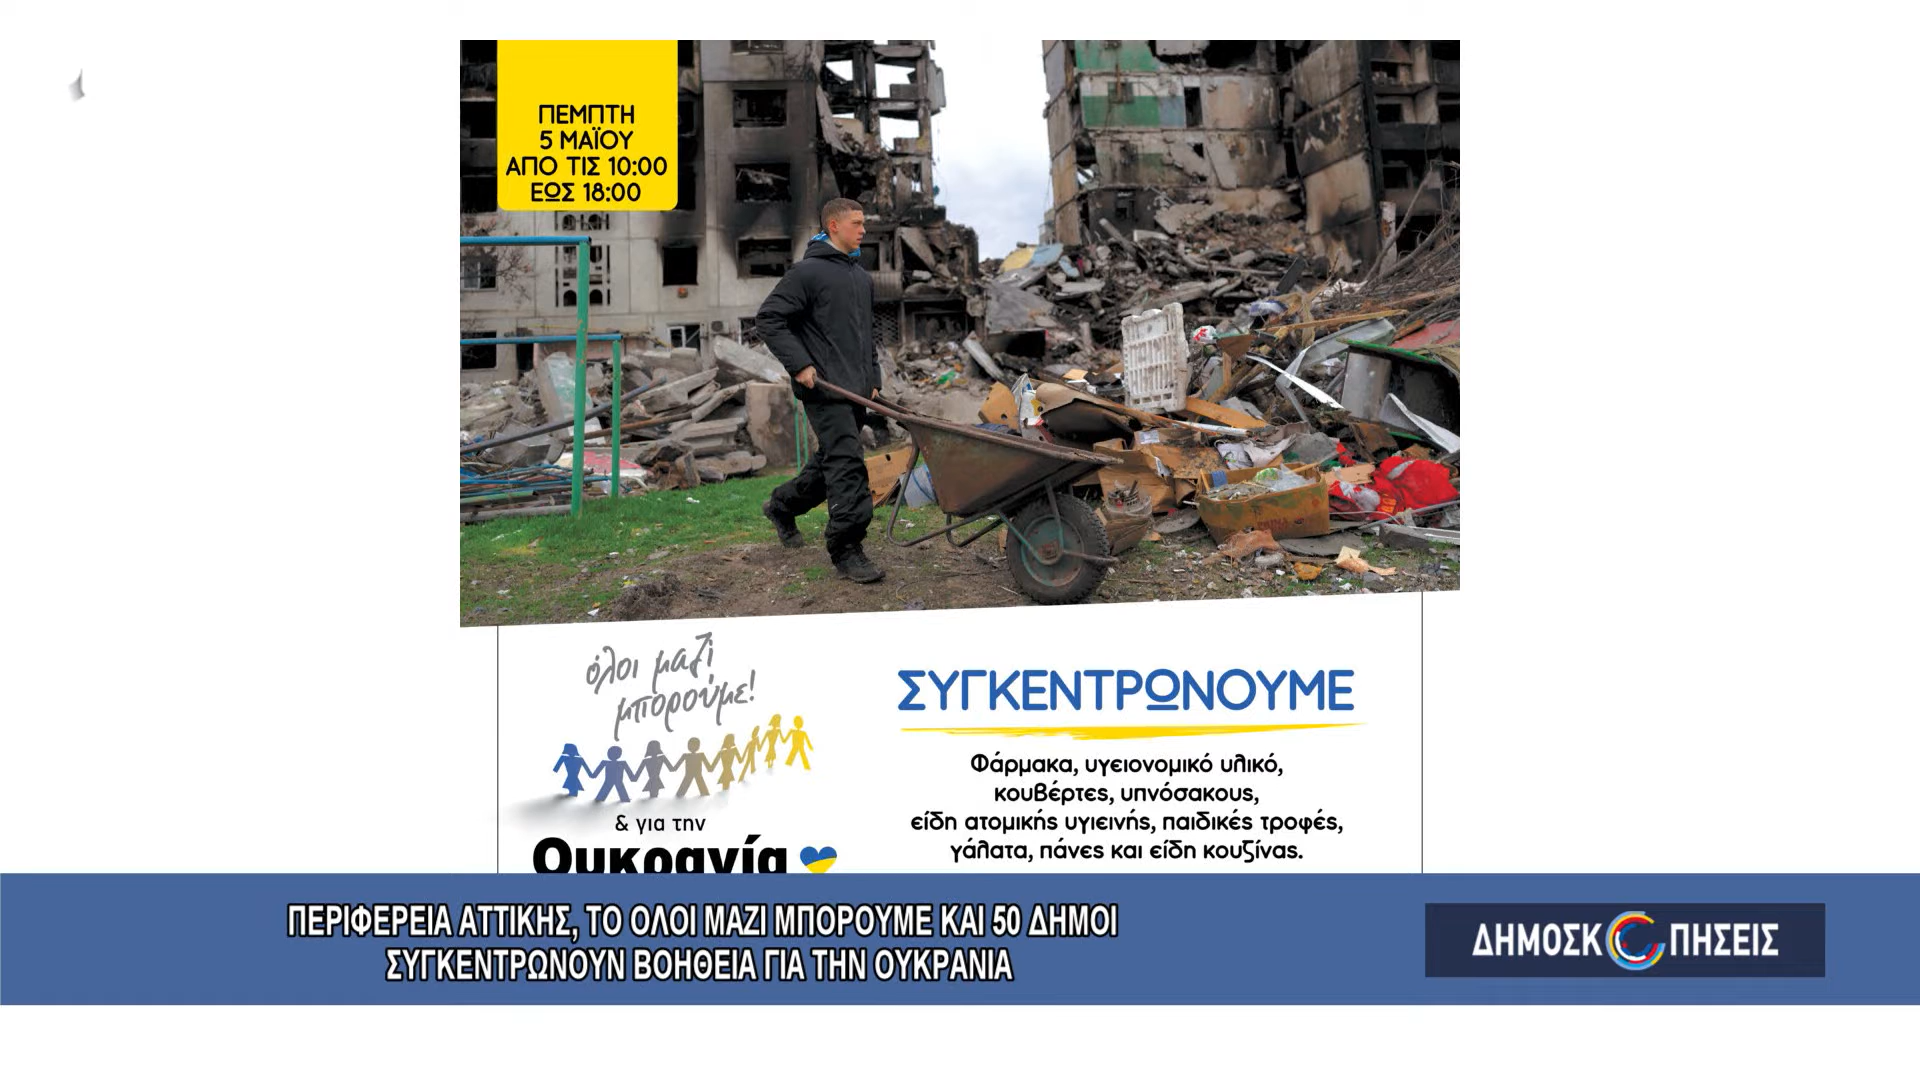 ΠΕΜΠΤΗ
5 ΜΑΪΟΥ
ΑΠΟ ΤΙΣ 10:00
ΕΩΣ 18:00
όλοι μαζί
μπορούμε!
& για την
Ουκρανία
ΣΥΓΚΕΝΤΡΩΝΟΥΜΕ
Φάρμακα, υγειονομικό υλικό,
κουβέρτες, υπνόσακους,
είδη ατομικής υγιεινής, παιδικές τροφές,
γάλατα, πάνες και είδη κουζίνας.
ΠΕΡΙΦΕΡΕΙΑ ΑΤΤΙΚΗΣ, ΤΟ ΟΛΟΙ ΜΑΖΙ ΜΠΟΡΟΥΜΕ ΚΑΙ 50 ΔΗΜΟΙ
ΣΥΓΚΕΝΤΡΩΝΟΥΝ ΒΟΗΘΕΙΑ ΓΙΑ ΤΗΝ ΟΥΚΡΑΝΙΑ
ΔΗΜΟΣΚΟΠΗΣΕΙΣ